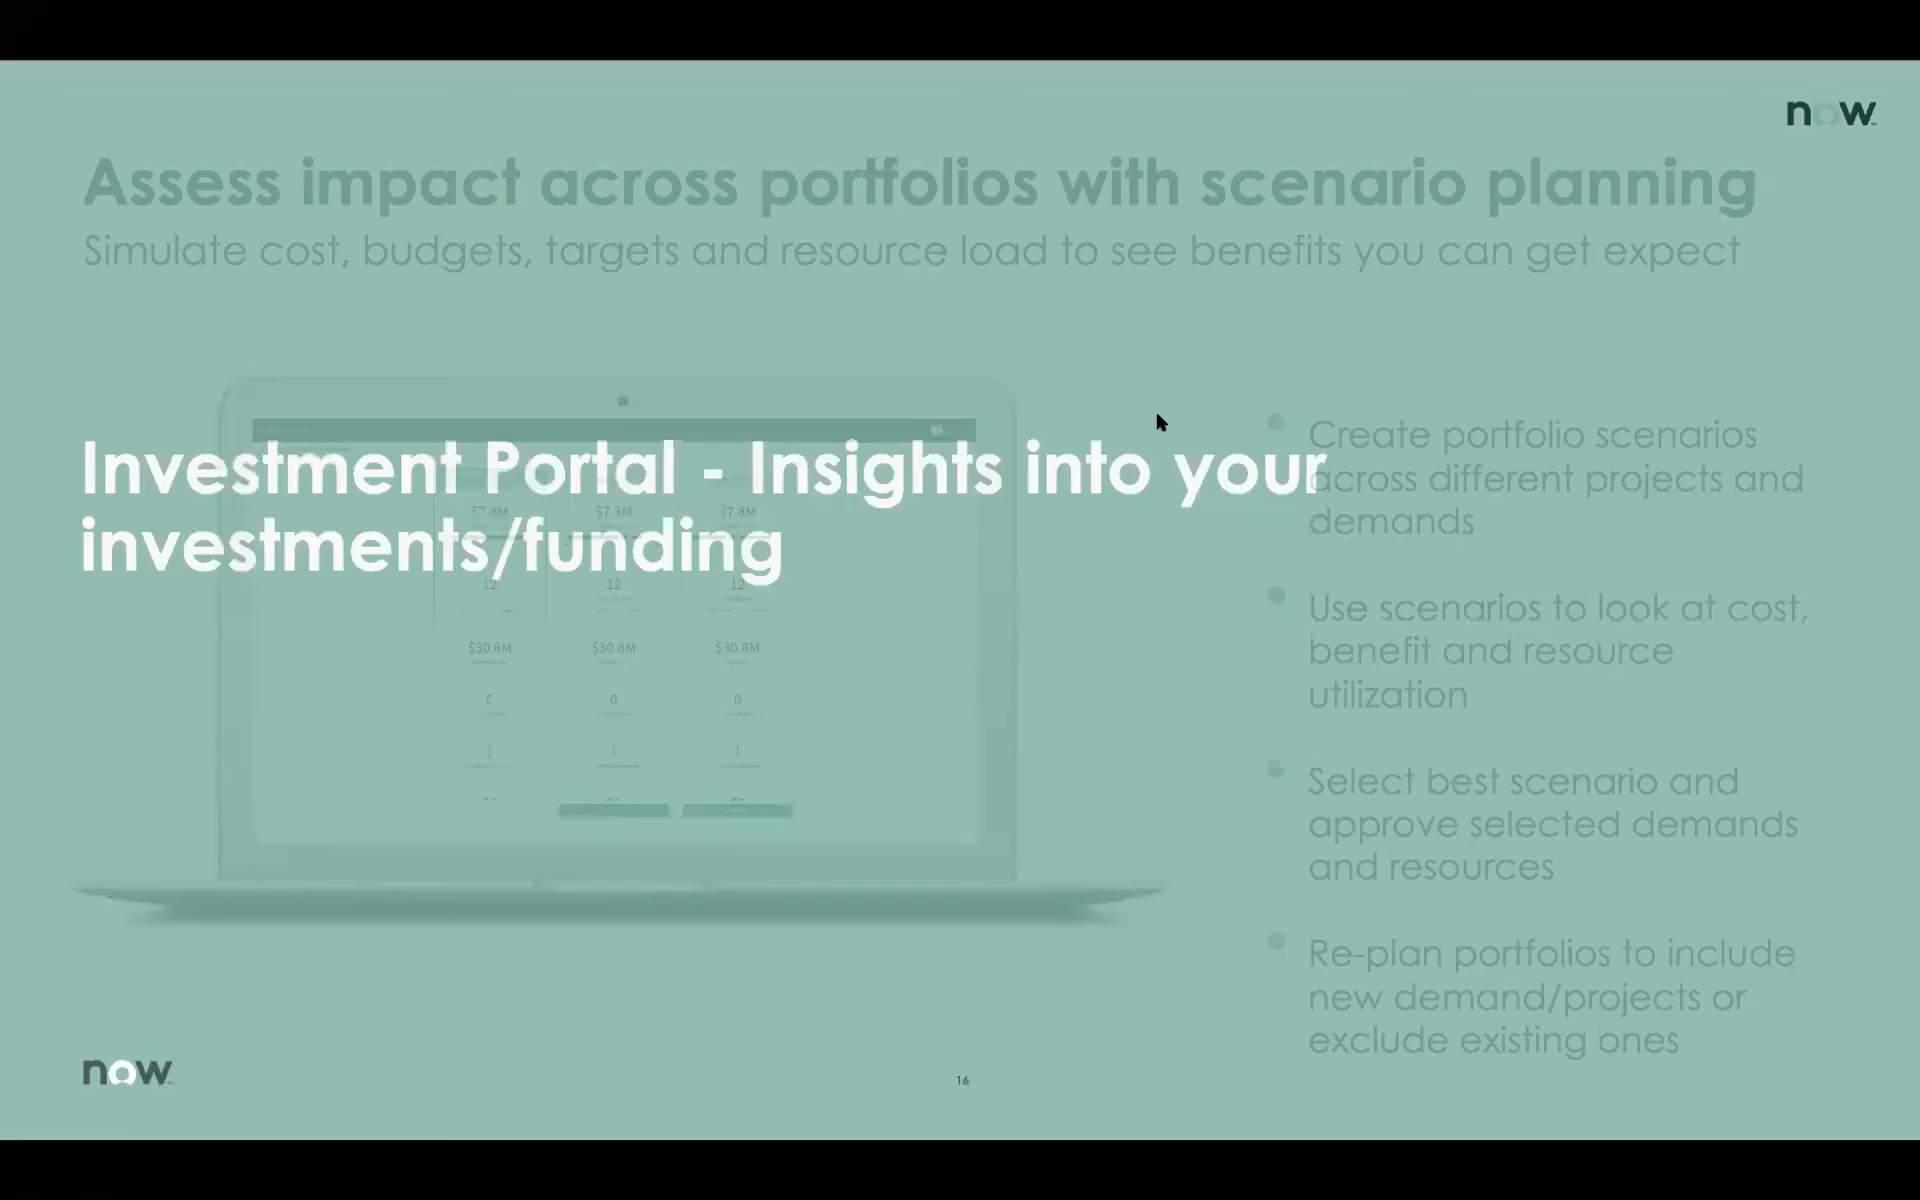 now
Assess impact across portfolios with scenario planning
Simulate cost, budgets, targets and resource load to see benefits you can get expect
Investment Portal - Insights into your
investments/funding
$7.8M $7.3M 7.8M
12 12 12
$30.8M $30.8M $30.8M
0 0
1 1 1
Create portfolio scenarios
across different projects and
demands
Use scenarios to look at cost,
benefit and resource
utilization
Select best scenario and
approve selected demands
and resources
Re-plan portfolios to include
new demand/projects or
exclude existing ones
now
16